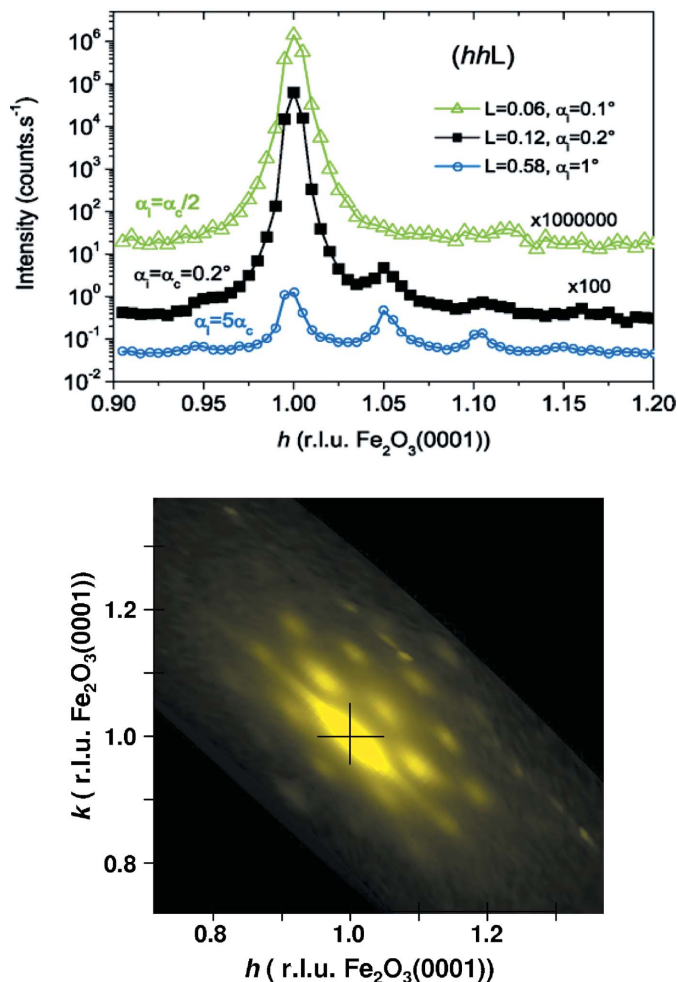 (hhL)
L=0.06, αᵢ=0.1°
L=0.12, αᵢ=0.2°
L=0.58, αᵢ=1°
αᵢ=α꜀/2
x1000000
αᵢ=α꜀=0.2°
x100
αᵢ=5α꜀
Intensity (counts.s⁻¹)
10⁶
10⁵
10⁴
10³
10²
10¹
10⁰
10⁻¹
10⁻²
0.90 0.95 1.00 1.05 1.10 1.15 1.20
h (r.l.u. Fe₂O₃(0001))
k ( r.l.u. Fe₂O₃(0001))
1.2
1.0
0.8
0.8 1.0 1.2
h ( r.l.u. Fe₂O₃(0001))